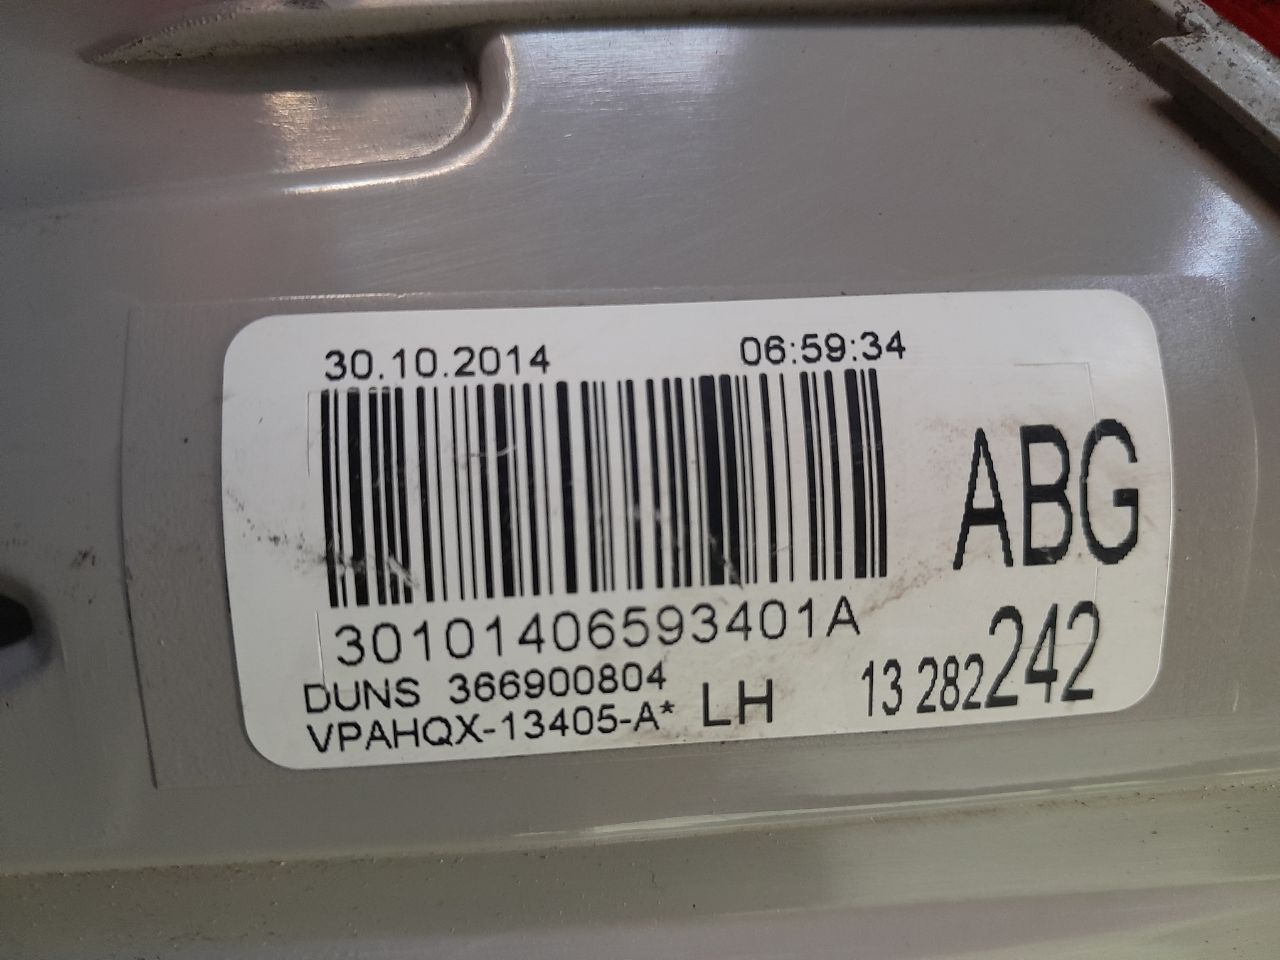 30.10.2014 06:59:34
ABG
30101406593401A
DUNS 366900804
VPAHQX-13405-A* LH 13 282 242